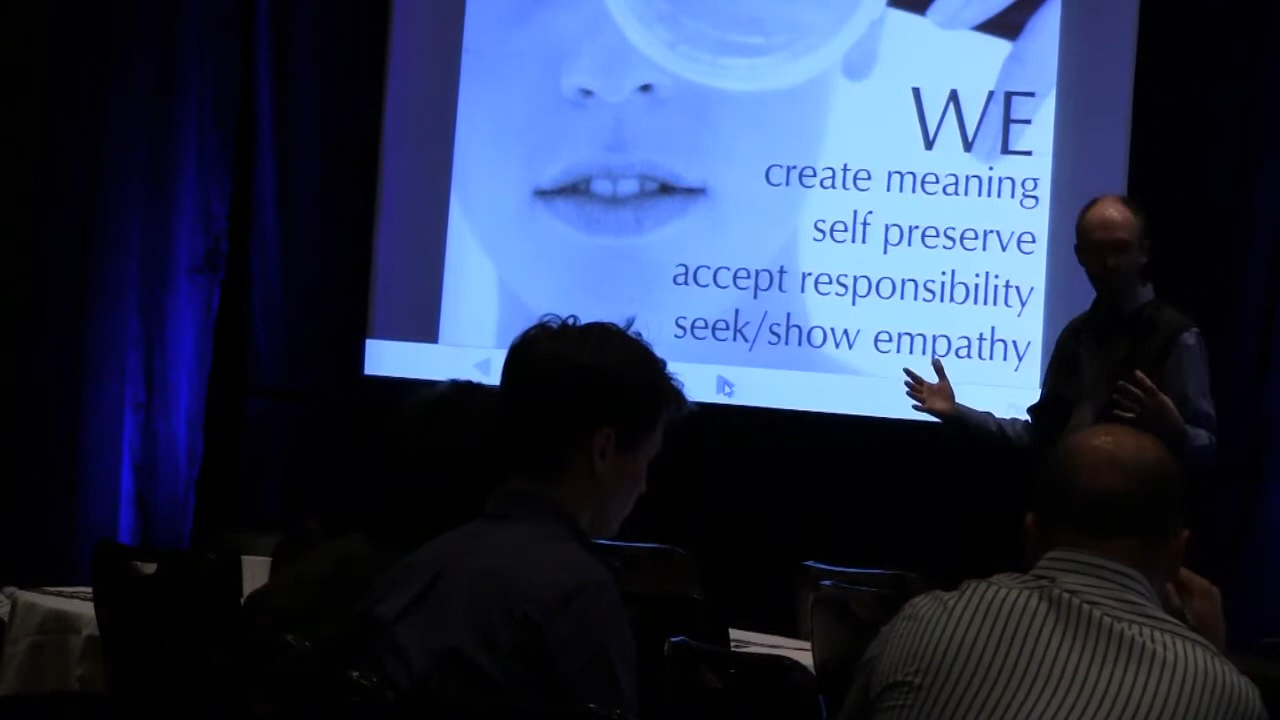 WE
create meaning
self preserve
accept responsibility
seek/show empathy